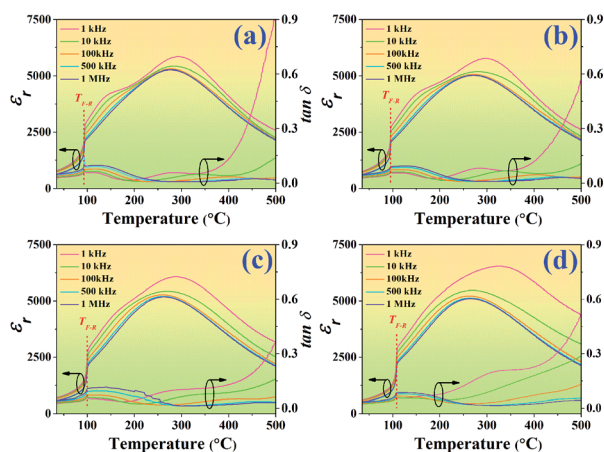 7500
5000
2500
0
εr
(a)
1 kHz
10 kHz
100kHz
500 kHz
1 MHz
TF-R
0.9
0.6
0.3
0.0
tan δ
100 200 300 400 500
Temperature (°C)
7500
5000
2500
0
εr
(b)
1 kHz
10 kHz
100kHz
500 kHz
1 MHz
TF-R
0.9
0.6
0.3
0.0
tan δ
100 200 300 400 500
Temperature (°C)
7500
5000
2500
0
εr
(c)
1 kHz
10 kHz
100kHz
500 kHz
1 MHz
TF-R
0.9
0.6
0.3
0.0
tan δ
100 200 300 400 500
Temperature (°C)
7500
5000
2500
0
εr
(d)
1 kHz
10 kHz
100kHz
500 kHz
1 MHz
TF-R
0.9
0.6
0.3
0.0
tan δ
100 200 300 400 500
Temperature (°C)